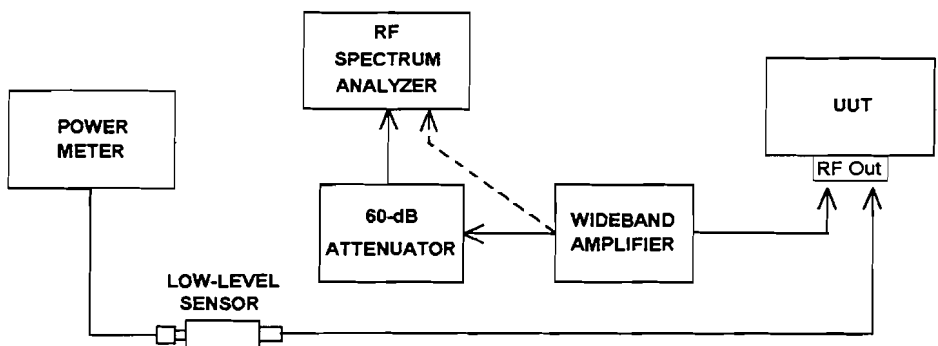 RF
SPECTRUM
ANALYZER
POWER
METER
UUT
RF Out
60-dB
ATTENUATOR
WIDEBAND
AMPLIFIER
LOW-LEVEL
SENSOR